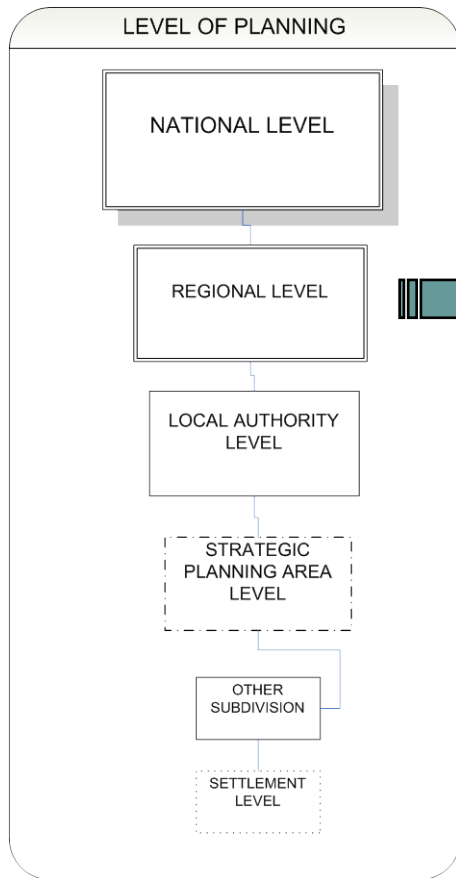 LEVEL OF PLANNING
NATIONAL LEVEL
REGIONAL LEVEL
LOCAL AUTHORITY
LEVEL
STRATEGIC
PLANNING AREA
LEVEL
OTHER
SUBDIVISION
SETTLEMENT
LEVEL